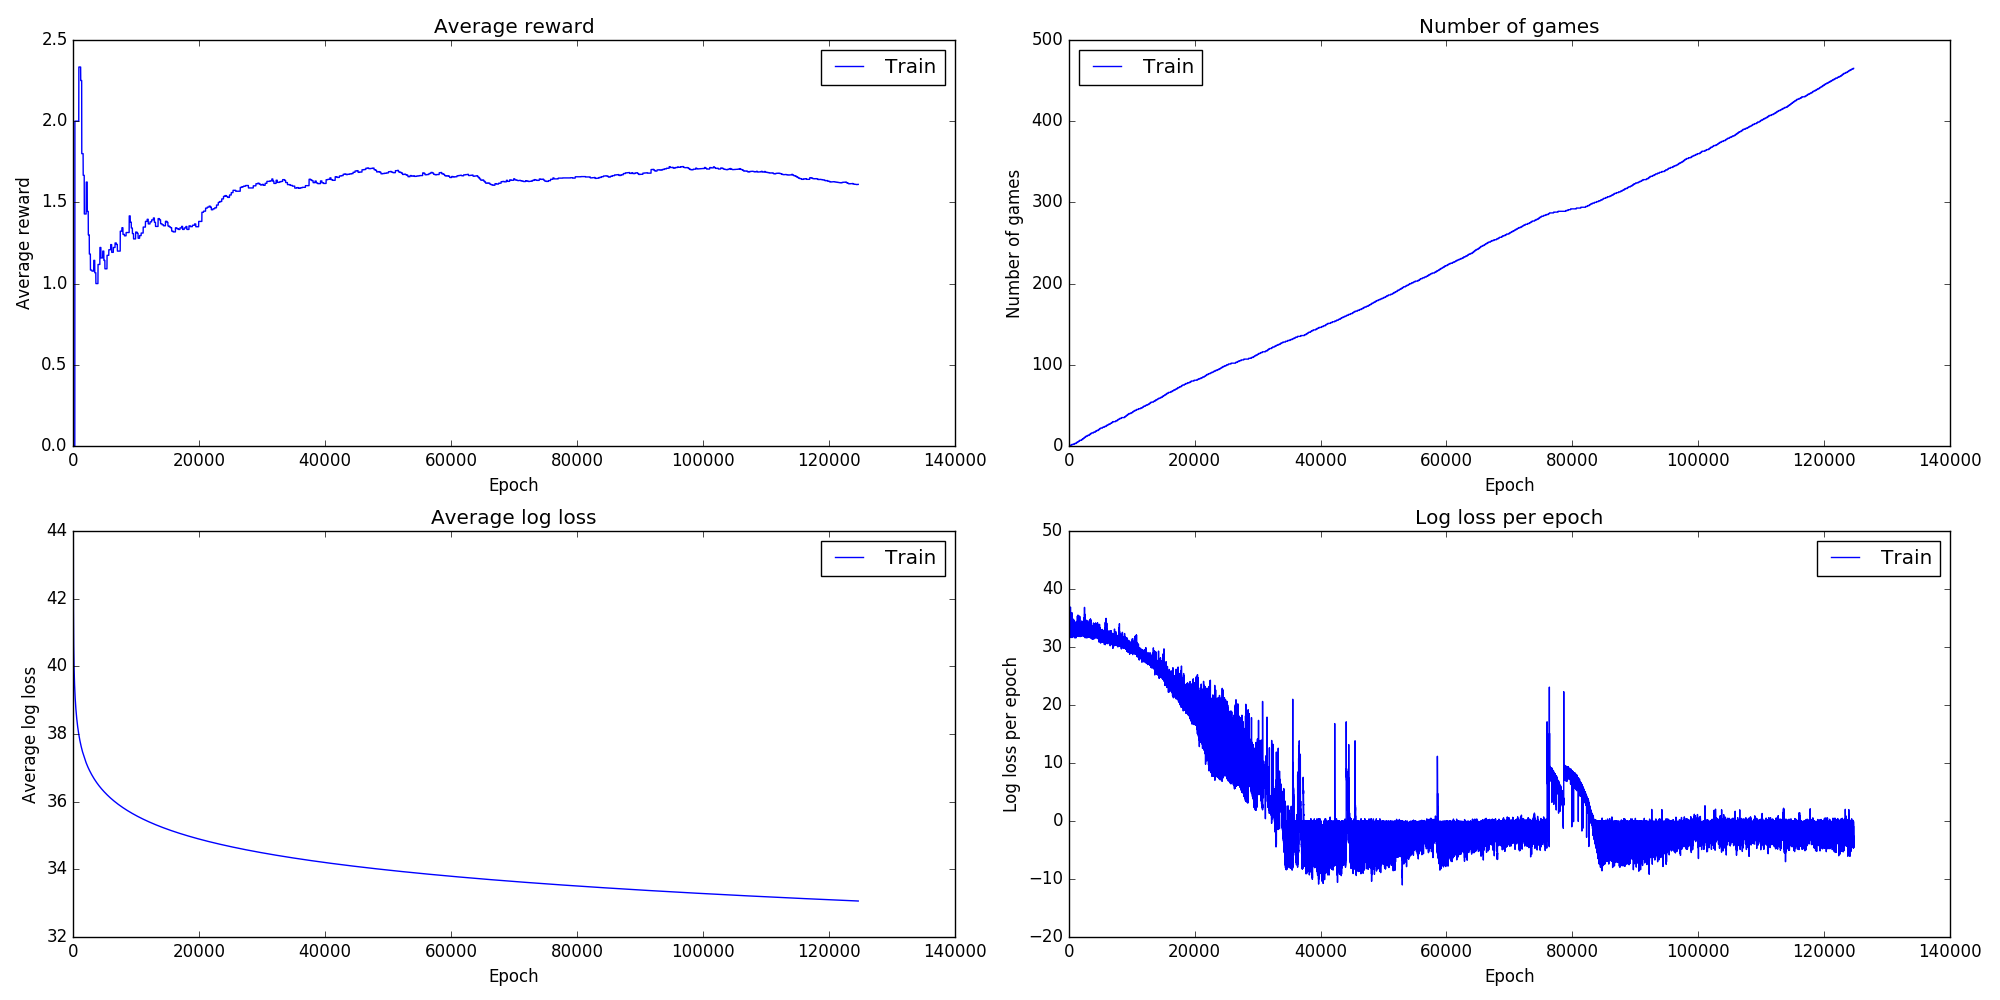 Average reward
2.5
2.0
1.5
1.0
0.5
0.0
Average reward
Train
0 20000 40000 60000 80000 100000 120000 140000
Epoch
Number of games
500
400
300
200
100
0
Number of games
Train
0 20000 40000 60000 80000 100000 120000 140000
Epoch
Average log loss
44
42
40
38
36
34
32
Average log loss
Train
0 20000 40000 60000 80000 100000 120000 140000
Epoch
Log loss per epoch
50
40
30
20
10
0
−10
−20
Log loss per epoch
Train
0 20000 40000 60000 80000 100000 120000 140000
Epoch